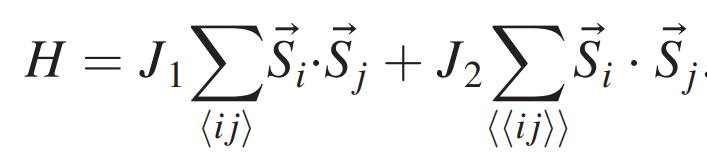 $H = J_1 \sum_{\langle ij \rangle} \vec{S}_i \cdot \vec{S}_j + J_2 \sum_{\langle\langle ij \rangle\rangle} \vec{S}_i \cdot \vec{S}_j.$